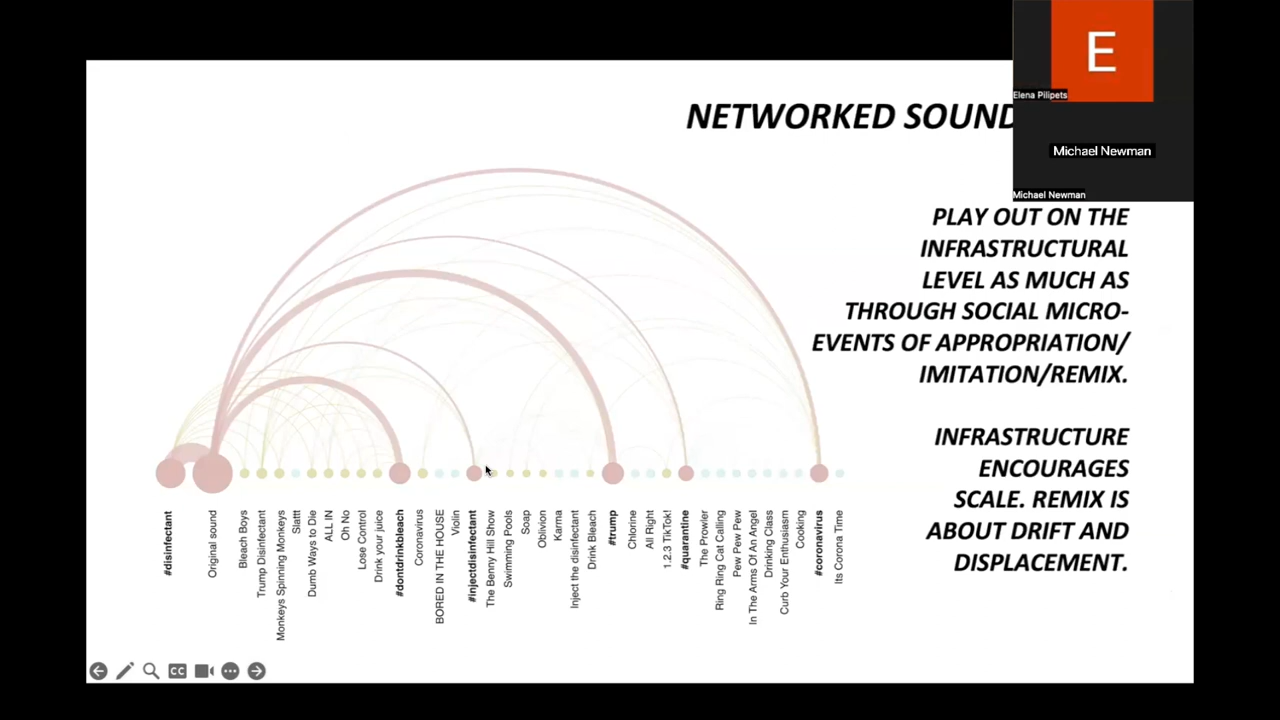 E
Elena Pilipets
Michael Newman
Michael Newman
NETWORKED SOUND
PLAY OUT ON THE
INFRASTRUCTURAL
LEVEL AS MUCH AS
THROUGH SOCIAL MICRO-
EVENTS OF APPROPRIATION/
IMITATION/REMIX.
INFRASTRUCTURE
ENCOURAGES
SCALE. REMIX IS
ABOUT DRIFT AND
DISPLACEMENT.
#disinfectant
Original sound
Bleach Boys
Trump Disinfectant
Monkeys Spinning Monkeys
Slattt
Dumb Ways to Die
ALL IN
Oh No
Lose Control
Drink your juice
#dontdrinkbleach
Coronavirus
BORED IN THE HOUSE
Violin
#injectdisinfectant
The Benny Hill Show
Swimming Pools
Soap
Oblivion
Karma
Inject the disinfectant
Drink Bleach
#trump
Chlorine
All Right
1.2.3 TikTok!
#quarantine
The Prowler
Ring Ring Cat Calling
Pew Pew Pew
In The Arms Of An Angel
Drinking Class
Curb Your Enthusiasm
Cooking
#coronavirus
Its Corona Time
CC